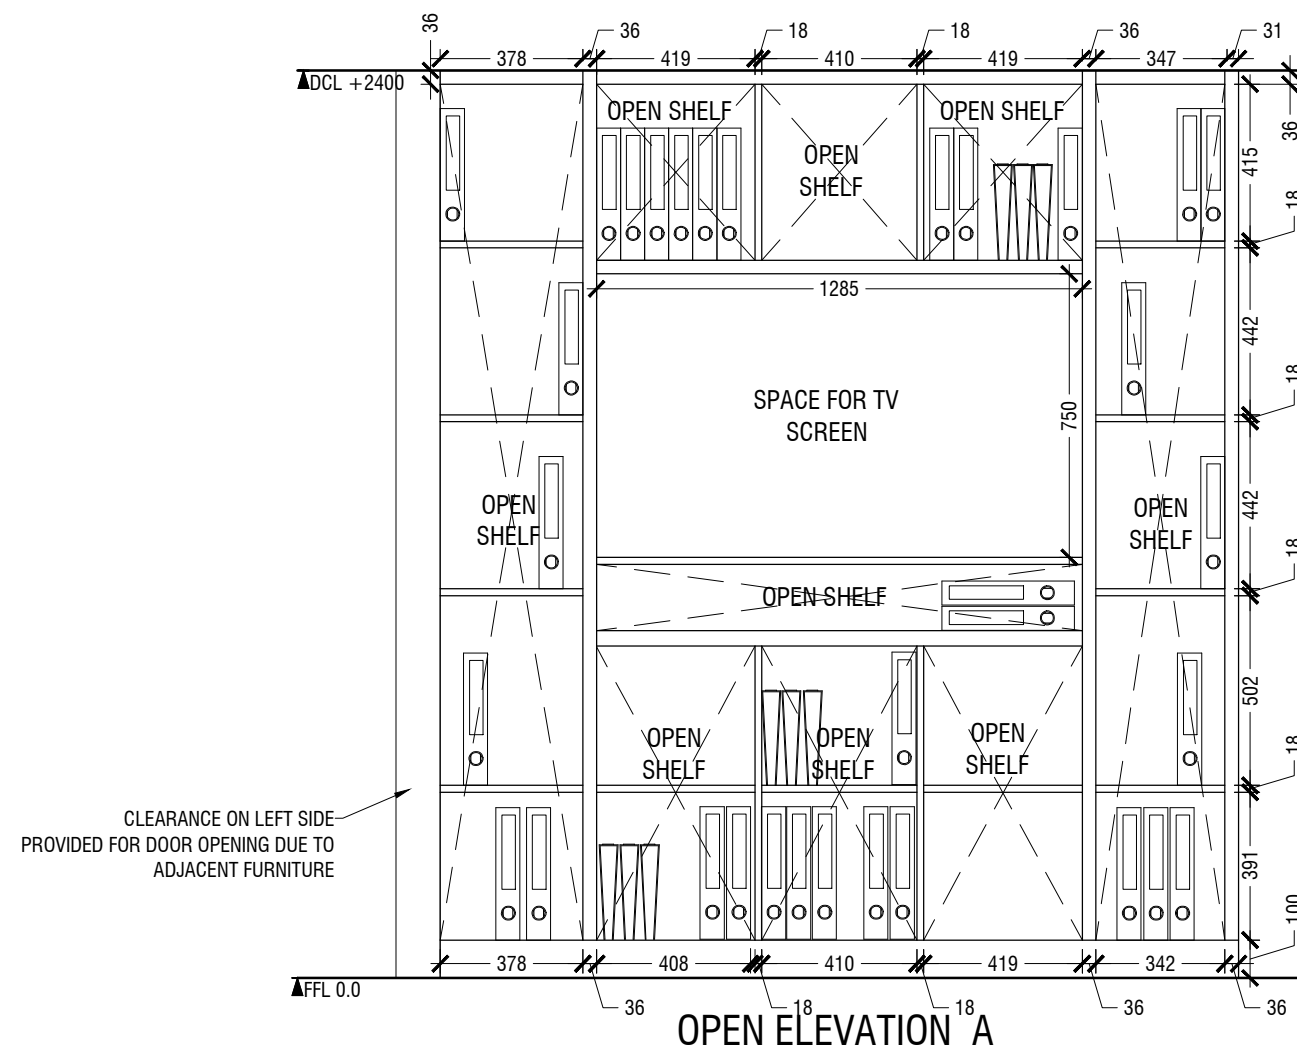 36
36
18
18
36
31
378
419
410
419
347
DCL +2400
36
OPEN SHELF
OPEN SHELF
OPEN
SHELF
415
18
1285
442
18
SPACE FOR TV
SCREEN
750
OPEN
SHELF
OPEN
SHELF
442
18
OPEN SHELF
502
18
OPEN
SHELF
OPEN
SHELF
OPEN
SHELF
CLEARANCE ON LEFT SIDE
PROVIDED FOR DOOR OPENING DUE TO
ADJACENT FURNITURE
391
100
378
408
410
419
342
FFL 0.0
36
18
18
36
36
OPEN ELEVATION A